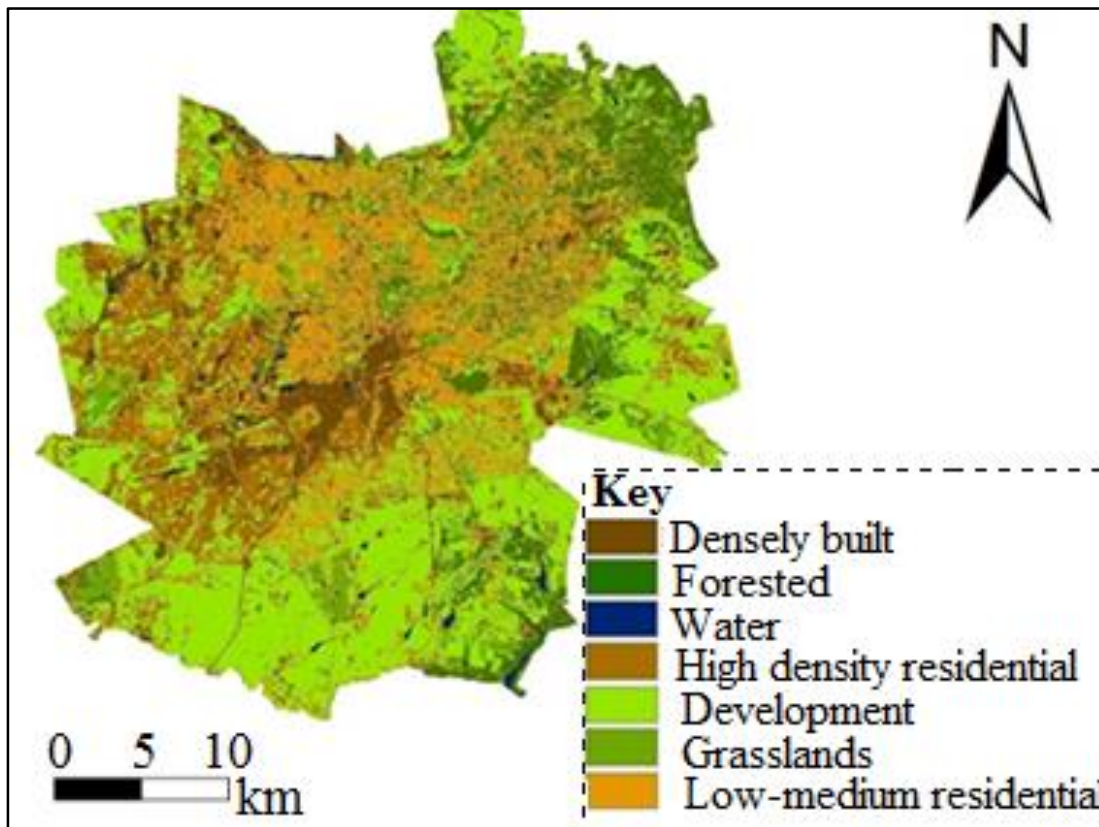 N
Key
Densely built
Forested
Water
High density residential
Development
Grasslands
Low-medium residential
0 5 10
km